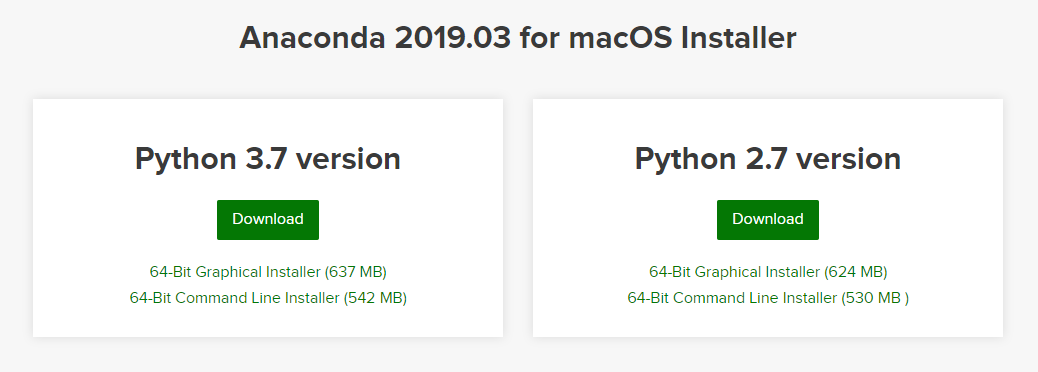 Anaconda 2019.03 for macOS Installer
Python 3.7 version
Download
64-Bit Graphical Installer (637 MB)
64-Bit Command Line Installer (542 MB)
Python 2.7 version
Download
64-Bit Graphical Installer (624 MB)
64-Bit Command Line Installer (530 MB )